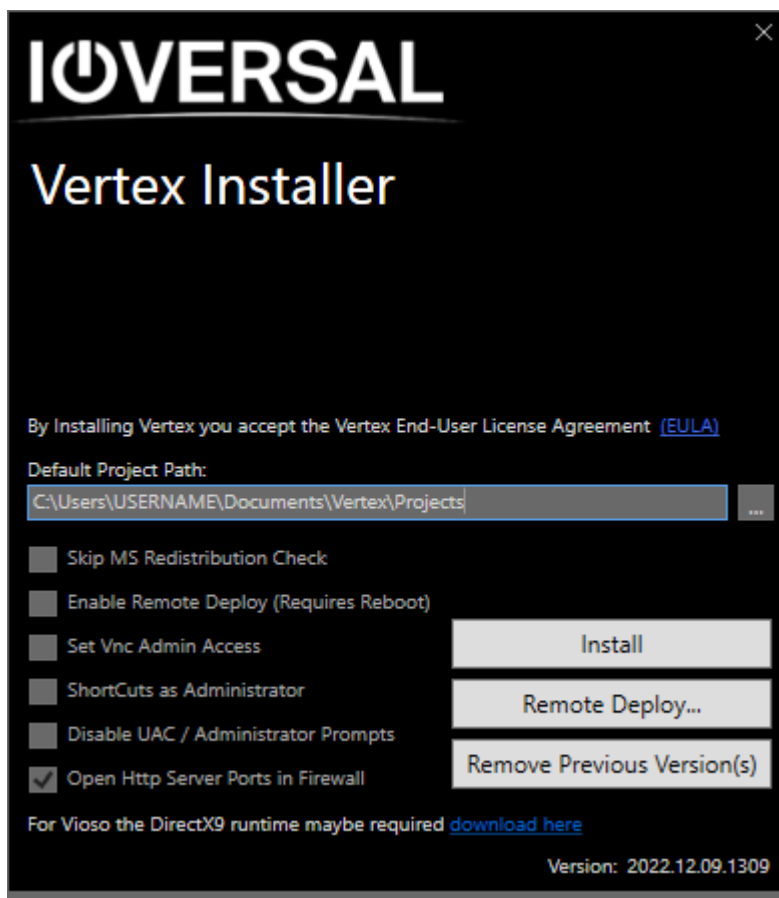 IOVERSAL
Vertex Installer
By Installing Vertex you accept the Vertex End-User License Agreement (EULA)
Default Project Path:
C:\Users\USERNAME\Documents\Vertex\Projects
...
Skip MS Redistribution Check
Enable Remote Deploy (Requires Reboot)
Set Vnc Admin Access
Install
ShortCuts as Administrator
Remote Deploy...
Disable UAC / Administrator Prompts
Remove Previous Version(s)
Open Http Server Ports in Firewall
For Vioso the DirectX9 runtime maybe required download here
Version: 2022.12.09.1309